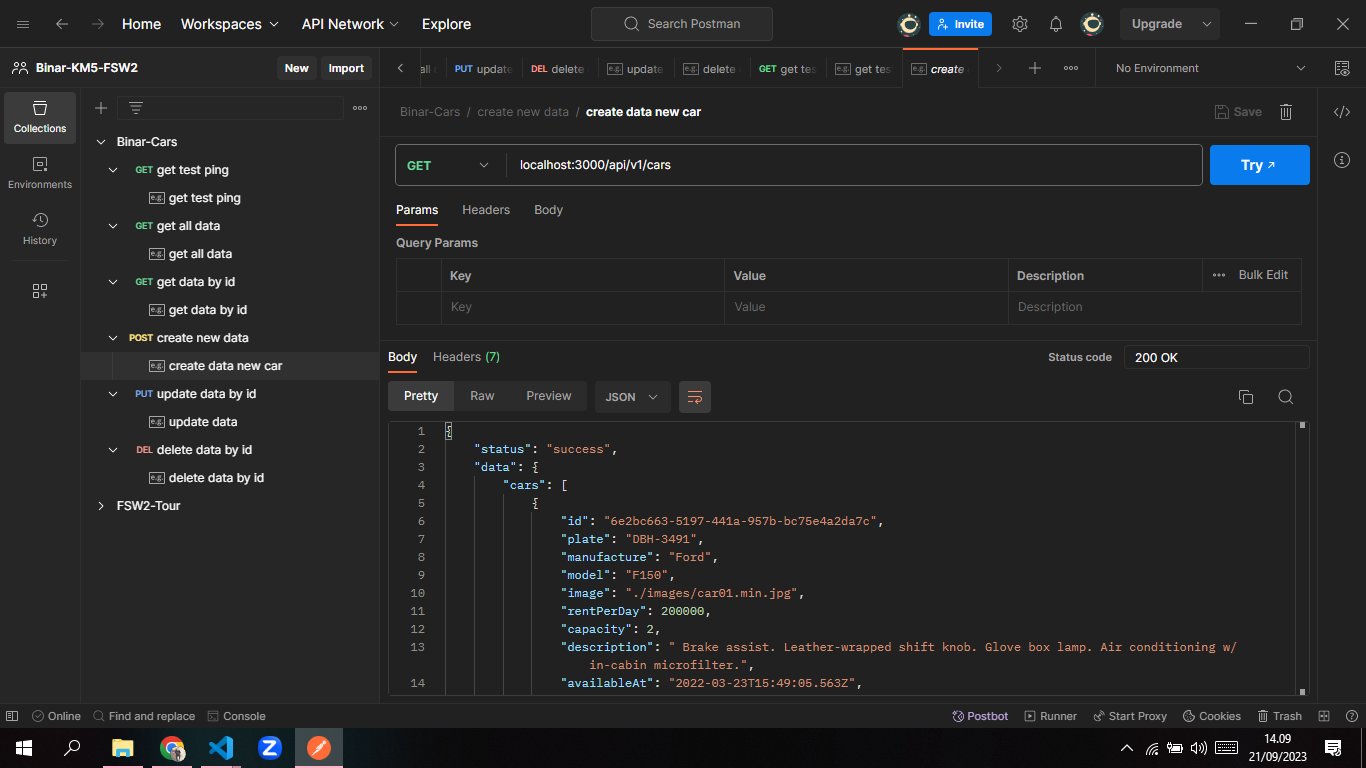 Home
Workspaces
API Network
Explore
Search Postman
Invite
Upgrade
Binar-KM5-FSW2
New
Import
all
PUT update
DEL delete
e.g. update
e.g. delete
GET get tes
e.g. get tes
e.g. create
No Environment
Collections
Environments
History
Binar-Cars
GET get test ping
e.g. get test ping
GET get all data
e.g. get all data
GET get data by id
e.g. get data by id
POST create new data
e.g. create data new car
PUT update data by id
e.g. update data
DEL delete data by id
e.g. delete data by id
FSW2-Tour
Binar-Cars / create new data / create data new car
Save
GET
localhost:3000/api/v1/cars
Try
Params
Headers
Body
Query Params
Key
Value
Description
Bulk Edit
Key
Value
Description
Body
Headers (7)
Status code
200 OK
Pretty
Raw
Preview
JSON
1 {
2 "status": "success",
3 "data": {
4 "cars": [
5 {
6 "id": "6e2bc663-5197-441a-957b-bc75e4a2da7c",
7 "plate": "DBH-3491",
8 "manufacture": "Ford",
9 "model": "F150",
10 "image": "./images/car01.min.jpg",
11 "rentPerDay": 200000,
12 "capacity": 2,
13 "description": " Brake assist. Leather-wrapped shift knob. Glove box lamp. Air conditioning w/
in-cabin microfilter.",
14 "availableAt": "2022-03-23T15:49:05.563Z",
Online
Find and replace
Console
Postbot
Runner
Start Proxy
Cookies
Trash
14.09
21/09/2023